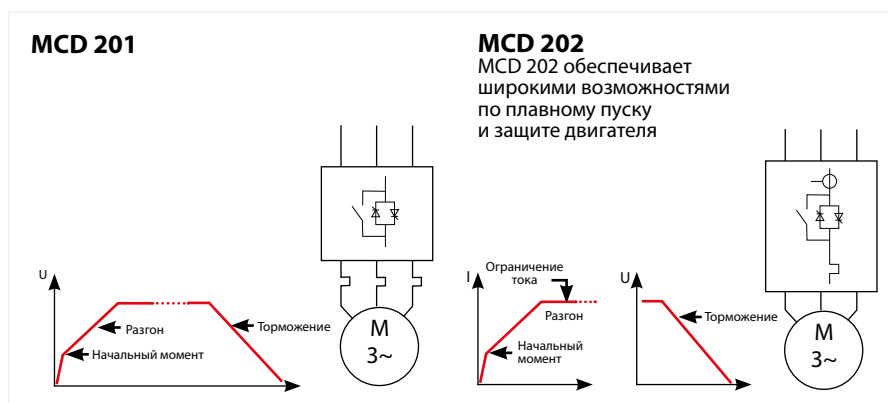 MCD 201
U
Разгон
Начальный момент
Торможение
M
3~
MCD 202
MCD 202 обеспечивает
широкими возможностями
по плавному пуску
и защите двигателя
I
Ограничение
тока
Разгон
Начальный
момент
U
Торможение
M
3~